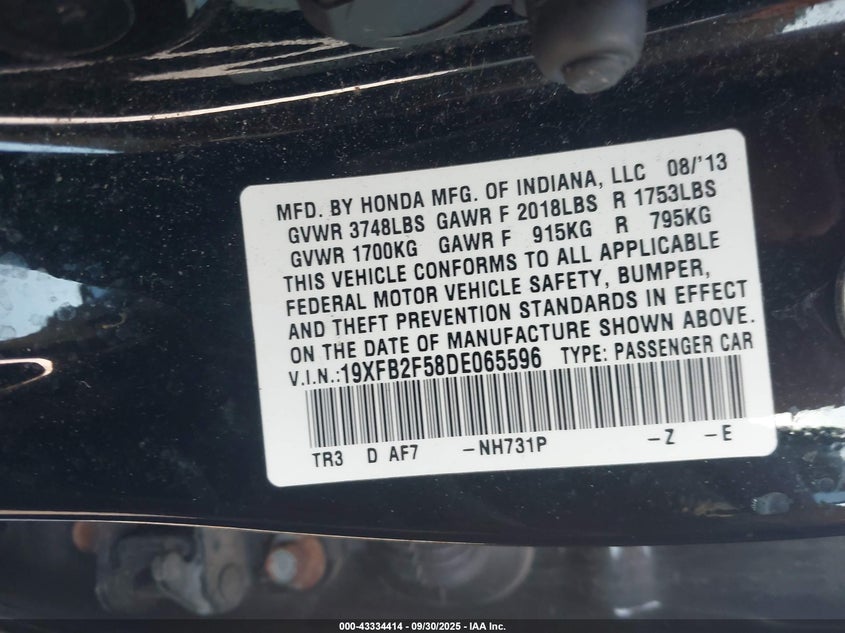 MFD. BY HONDA MFG. OF INDIANA, LLC 08/'13
GVWR 3748LBS GAWR F 2018LBS R 1753LBS
GVWR 1700KG GAWR F 915KG R 795KG
THIS VEHICLE CONFORMS TO ALL APPLICABLE
FEDERAL MOTOR VEHICLE SAFETY, BUMPER,
AND THEFT PREVENTION STANDARDS IN EFFECT
ON THE DATE OF MANUFACTURE SHOWN ABOVE.
V.I.N.:19XFB2F58DE065596 TYPE: PASSENGER CAR
TR3 D AF7 -NH731P -Z -E
000-43334414 - 09/30/2025 - IAA Inc.